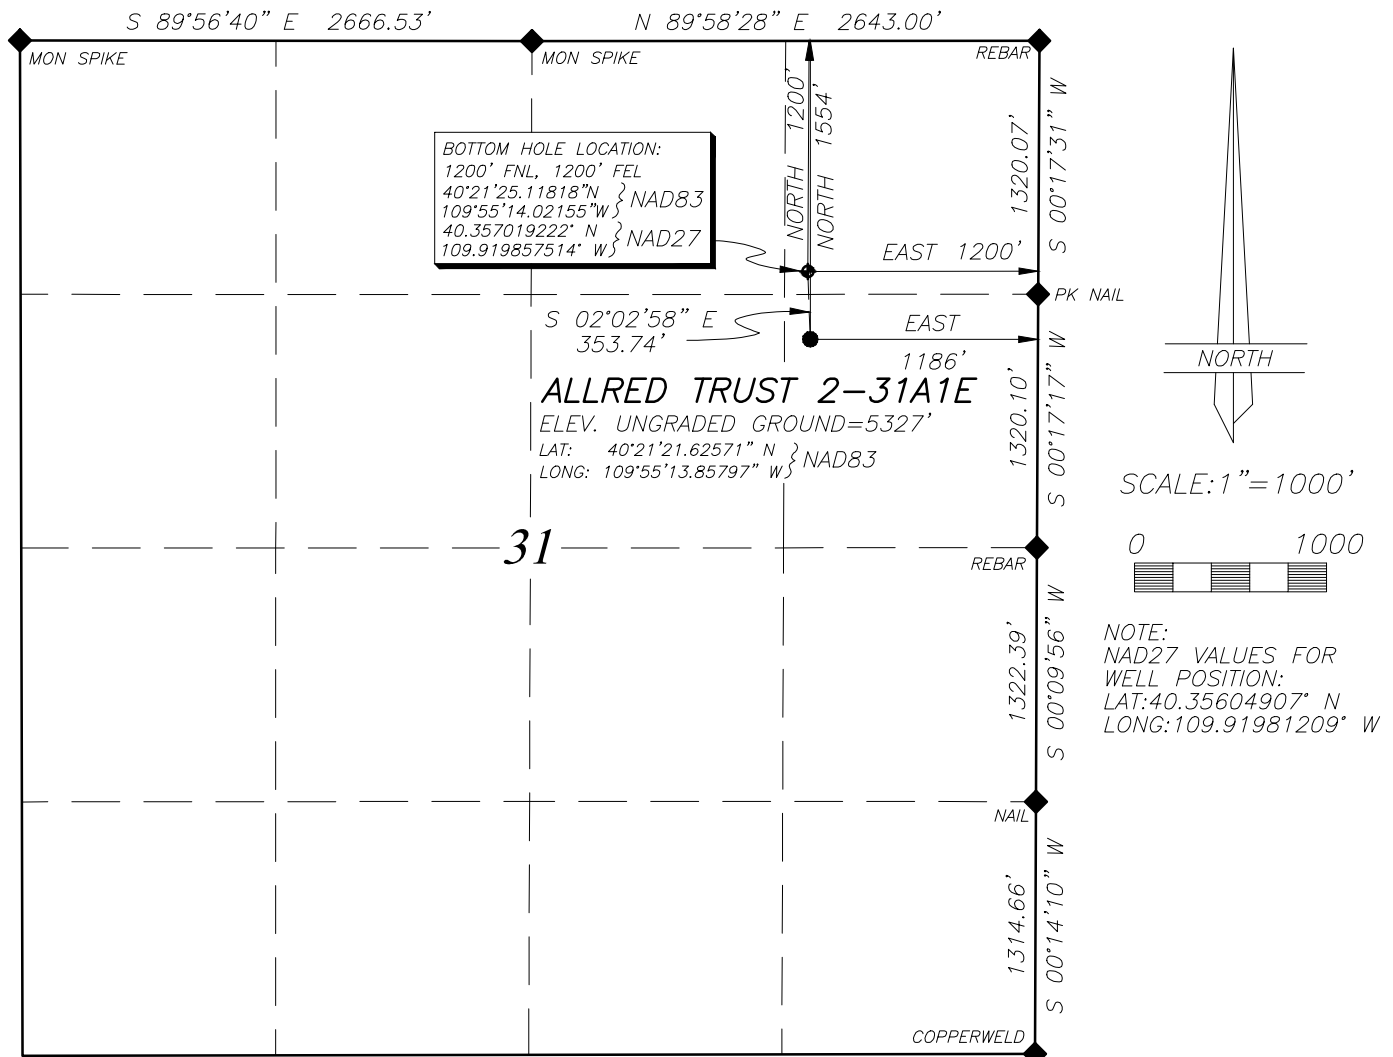 S 89°56'40" E 2666.53'
N 89°58'28" E 2643.00'
MON SPIKE
MON SPIKE
REBAR
NORTH 1200'
NORTH 1554'
1320.07'
S 00°17'31" W
BOTTOM HOLE LOCATION:
1200' FNL, 1200' FEL
40°21'25.11818"N
109°55'14.02155"W
NAD83
40.357019222° N
109.919857514° W
NAD27
EAST 1200'
PK NAIL
S 02°02'58" E
353.74'
EAST
1186'
ALLRED TRUST 2-31A1E
ELEV. UNGRADED GROUND=5327'
LAT: 40°21'21.62571" N
LONG: 109°55'13.85797" W
NAD83
1320.10'
S 00°17'17" W
31
REBAR
1322.39'
S 00°09'56" W
NAIL
1314.66'
S 00°14'10" W
COPPERWELD
NORTH
SCALE:1"=1000'
0 1000
NOTE:
NAD27 VALUES FOR
WELL POSITION:
LAT:40.35604907° N
LONG:109.91981209° W